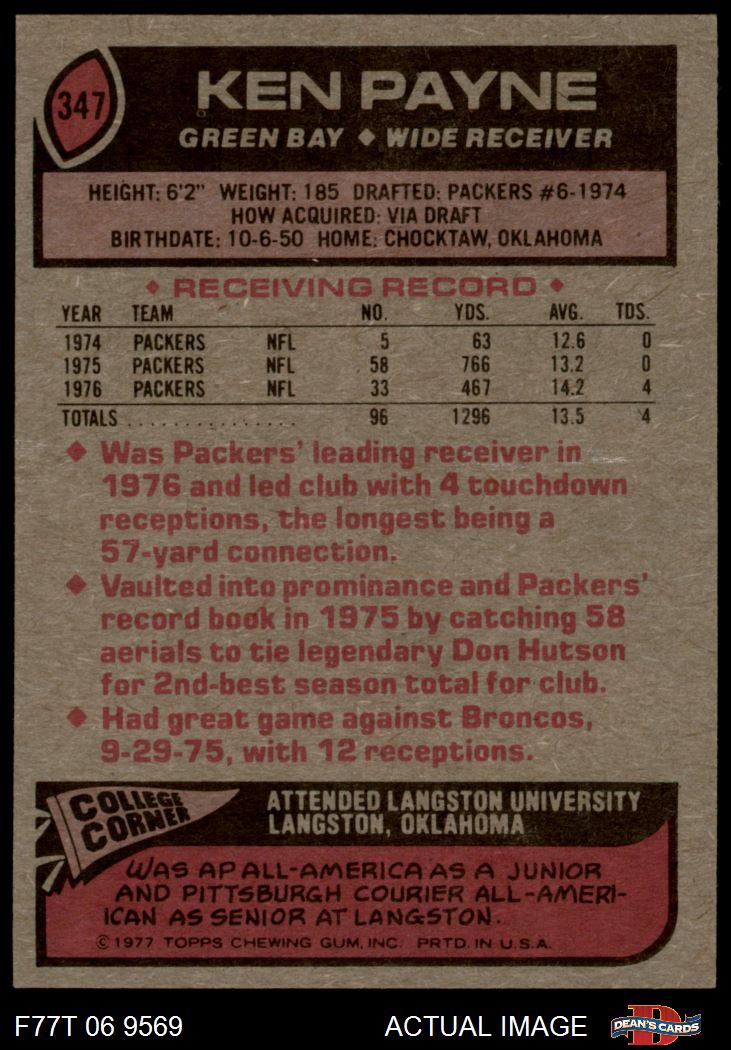 347
KEN PAYNE
GREEN BAY ◆ WIDE RECEIVER
HEIGHT: 6'2" WEIGHT: 185 DRAFTED: PACKERS #6-1974
HOW ACQUIRED: VIA DRAFT
BIRTHDATE: 10-6-50 HOME: CHOCKTAW, OKLAHOMA
◆ RECEIVING RECORD ◆
YEAR TEAM NO. YDS. AVG. TDS.
1974 PACKERS NFL 5 63 12.6 0
1975 PACKERS NFL 58 766 13.2 0
1976 PACKERS NFL 33 467 14.2 4
TOTALS ............... 96 1296 13.5 4
◆ Was Packers' leading receiver in
1976 and led club with 4 touchdown
receptions, the longest being a
57-yard connection.
◆ Vaulted into prominance and Packers'
record book in 1975 by catching 58
aerials to tie legendary Don Hutson
for 2nd-best season total for club.
◆ Had great game against Broncos,
9-29-75, with 12 receptions.
COLLEGE
CORNER
ATTENDED LANGSTON UNIVERSITY
LANGSTON, OKLAHOMA
WAS AP ALL-AMERICA AS A JUNIOR
AND PITTSBURGH COURIER ALL-AMERI-
ICAN AS SENIOR AT LANGSTON.
© 1977 TOPPS CHEWING GUM, INC. PRTD. IN U.S.A.
F77T 06 9569 ACTUAL IMAGE
D
DEAN'S CARDS